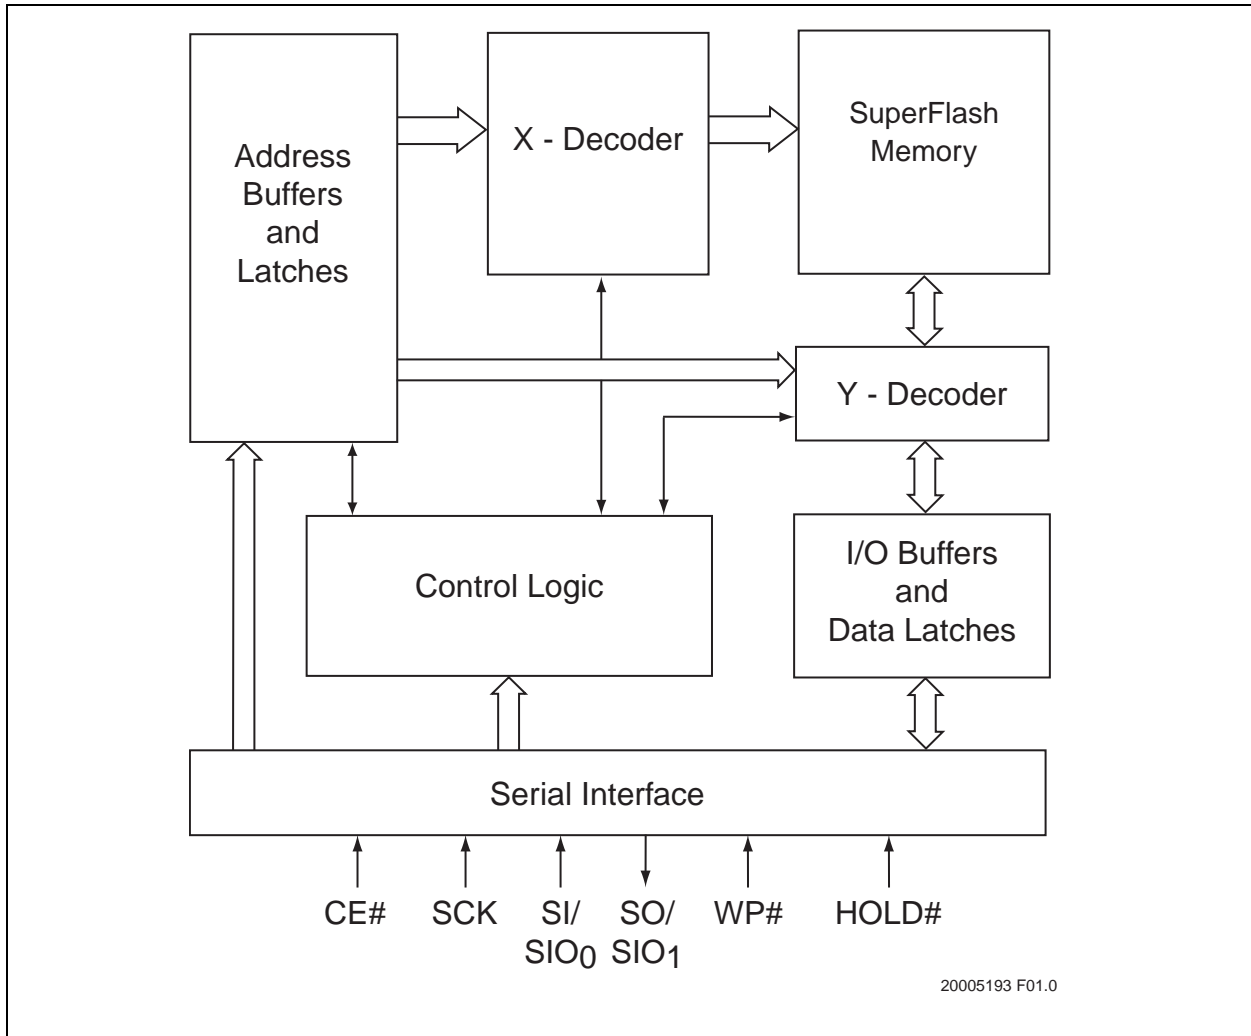 Address
Buffers
and
Latches
X - Decoder
SuperFlash
Memory
Y - Decoder
Control Logic
I/O Buffers
and
Data Latches
Serial Interface
CE#
SCK
SI/
SIO0
SO/
SIO1
WP#
HOLD#
20005193 F01.0